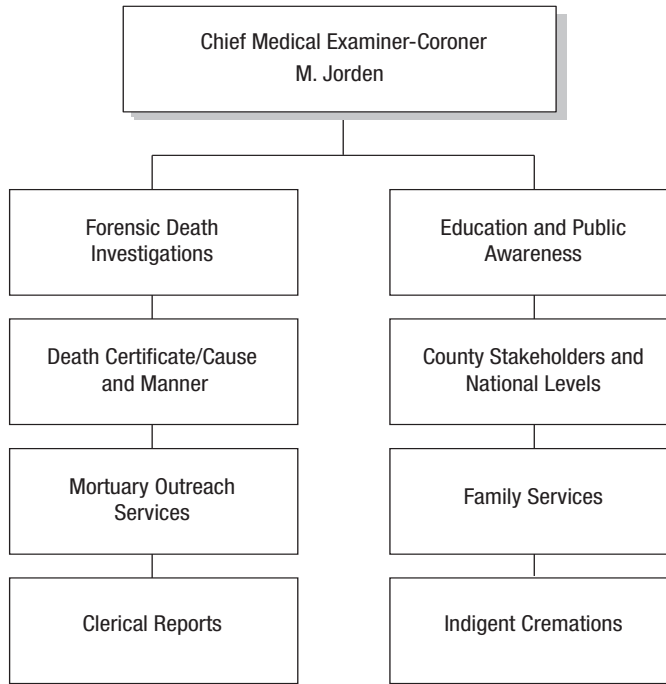 Chief Medical Examiner-Coroner
M. Jorden
Forensic Death
Investigations
Education and Public
Awareness
Death Certificate/Cause
and Manner
County Stakeholders and
National Levels
Mortuary Outreach
Services
Family Services
Clerical Reports
Indigent Cremations